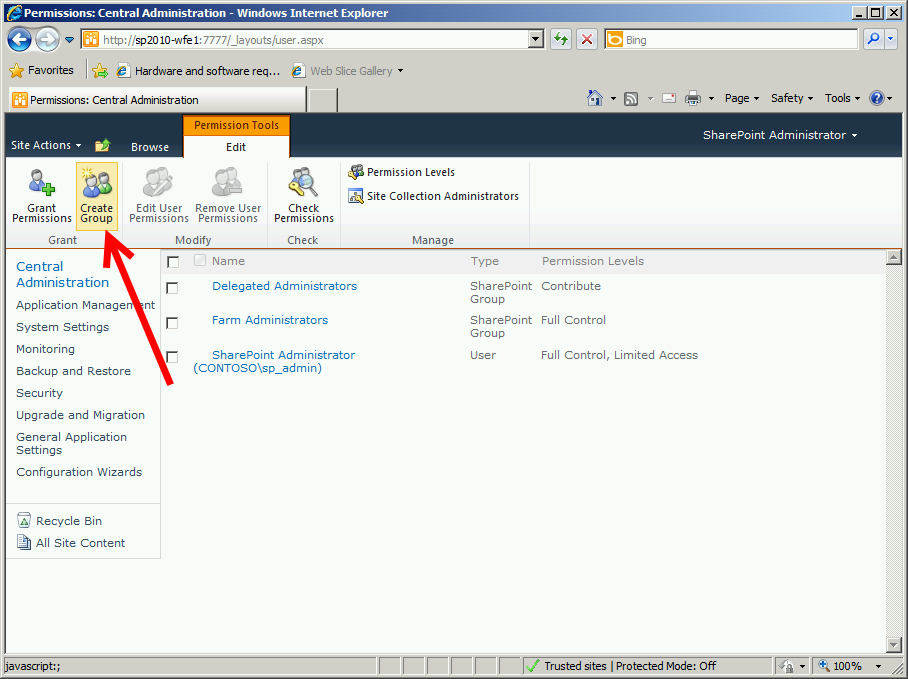 Permissions: Central Administration - Windows Internet Explorer
http://sp2010-wfe1:7777/_layouts/user.aspx
Bing
Favorites
Hardware and software req...
Web Slice Gallery
Permissions: Central Administration
Page
Safety
Tools
Permission Tools
SharePoint Administrator
Site Actions
Browse
Edit
Grant Permissions
Create Group
Edit User Permissions
Remove User Permissions
Check Permissions
Permission Levels
Site Collection Administrators
Grant
Modify
Check
Manage
Central
Administration
Application Management
System Settings
Monitoring
Backup and Restore
Security
Upgrade and Migration
General Application
Settings
Configuration Wizards
Recycle Bin
All Site Content
Name Type Permission Levels
Delegated Administrators SharePoint Group Contribute
Farm Administrators SharePoint Group Full Control
SharePoint Administrator User Full Control, Limited Access
(CONTOSO\sp_admin)
javascript:;
Trusted sites | Protected Mode: Off
100%